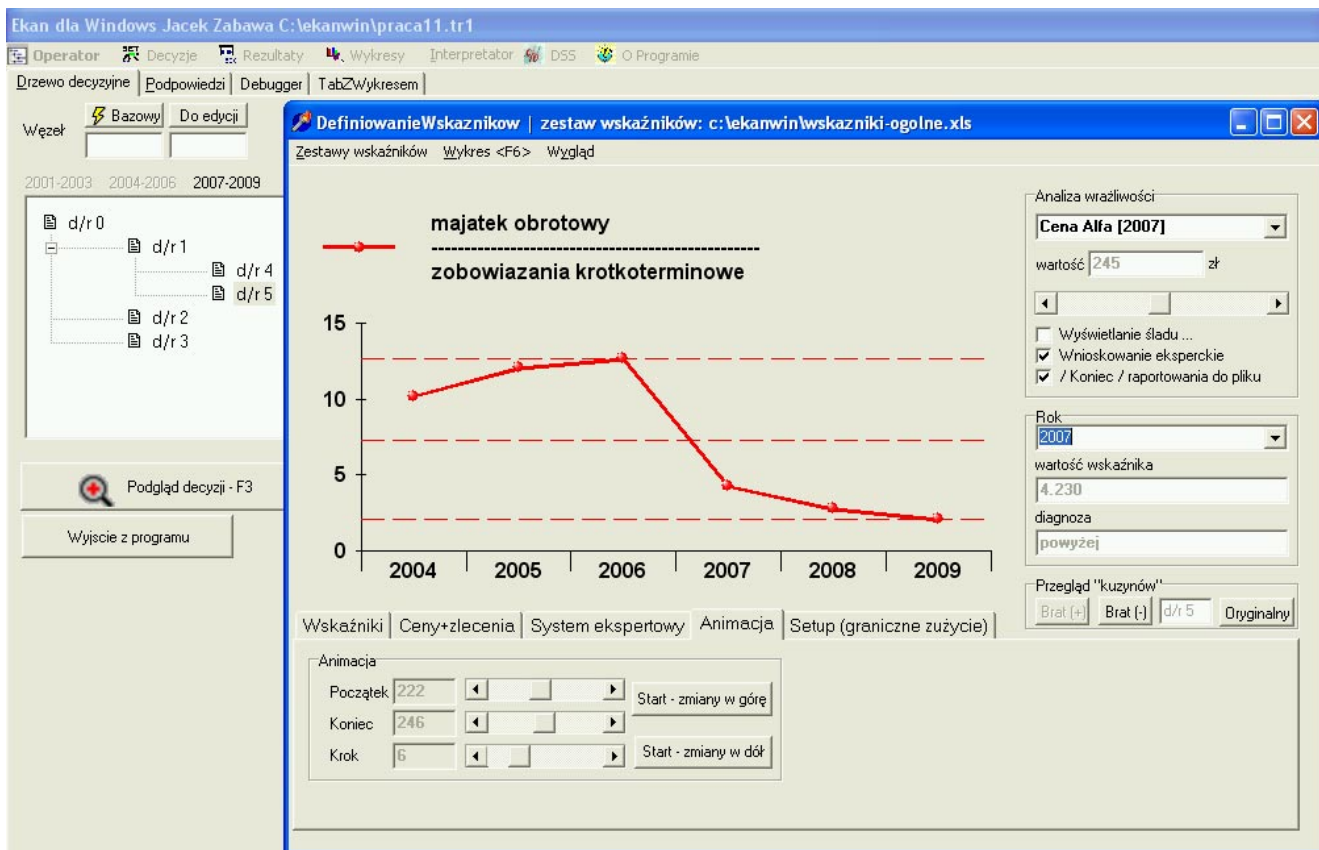 Ekan dla Windows Jacek Zabawa C:\ekanwin\praca11.tr1
Operator Decyzje Rezultaty Wykresy Interpretator DSS O Programie
Drzewo decyzyjne Podpowiedzi Debugger TabZWykresem
Węzeł Bazowy Do edycji
2001-2003 2004-2006 2007-2009
d/r 0
d/r 1
d/r 4
d/r 5
d/r 2
d/r 3
Podgląd decyzji - F3
Wyjscie z programu
DefiniowanieWskaznikow | zestaw wskaźników: c:\ekanwin\wskazniki-ogolne.xls
Zestawy wskaźników Wykres <F6> Wygląd
majatek obrotowy
--------------------------------------------------
zobowiazania krotkoterminowe
15
10
5
0
2004 2005 2006 2007 2008 2009
Analiza wrażliwości
Cena Alfa [2007]
wartość 245 zł
Wyświetlanie śladu ...
Wnioskowanie eksperckie
/ Koniec / raportowania do pliku
Rok
2007
wartość wskaźnika
4.230
diagnoza
powyżej
Przegląd "kuzynów"
Brat (+) Brat (-) d/r 5 Oryginalny
Wskaźniki Ceny+zlecenia System ekspertowy Animacja Setup (graniczne zużycie)
Animacja
Początek 222 Start - zmiany w górę
Koniec 246
Krok 6 Start - zmiany w dół